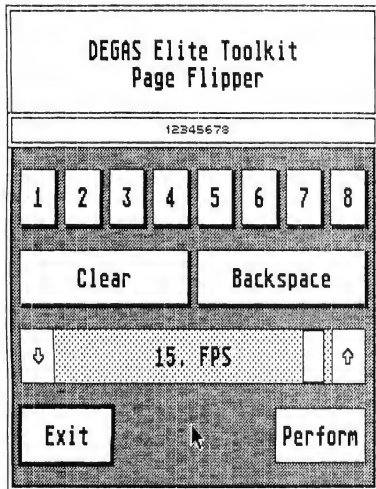 DEGAS Elite Toolkit
Page Flipper
12345678
1 2 3 4 5 6 7 8
Clear Backspace
15. FPS
Exit Perform